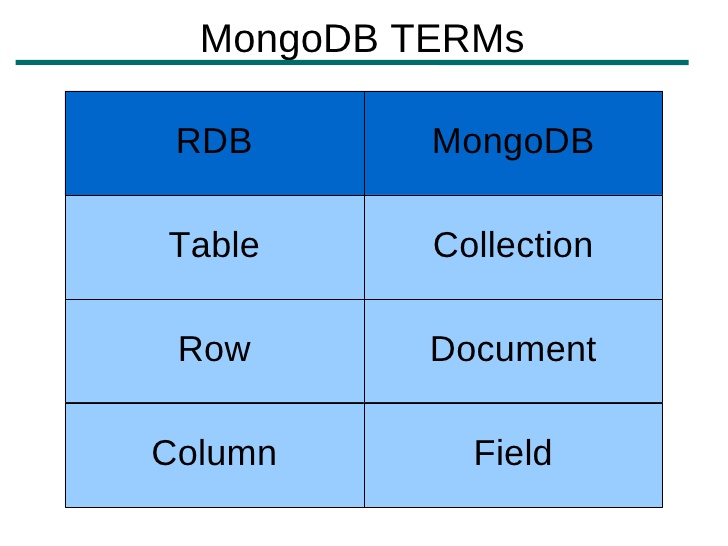 MongoDB TERMs
RDB MongoDB
Table Collection
Row Document
Column Field